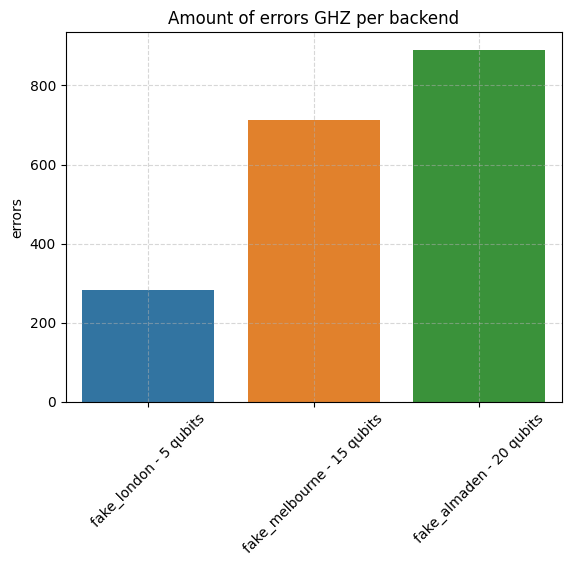 Amount of errors GHZ per backend
errors
800
600
400
200
0
fake_london - 5 qubits
fake_melbourne - 15 qubits
fake_almaden - 20 qubits